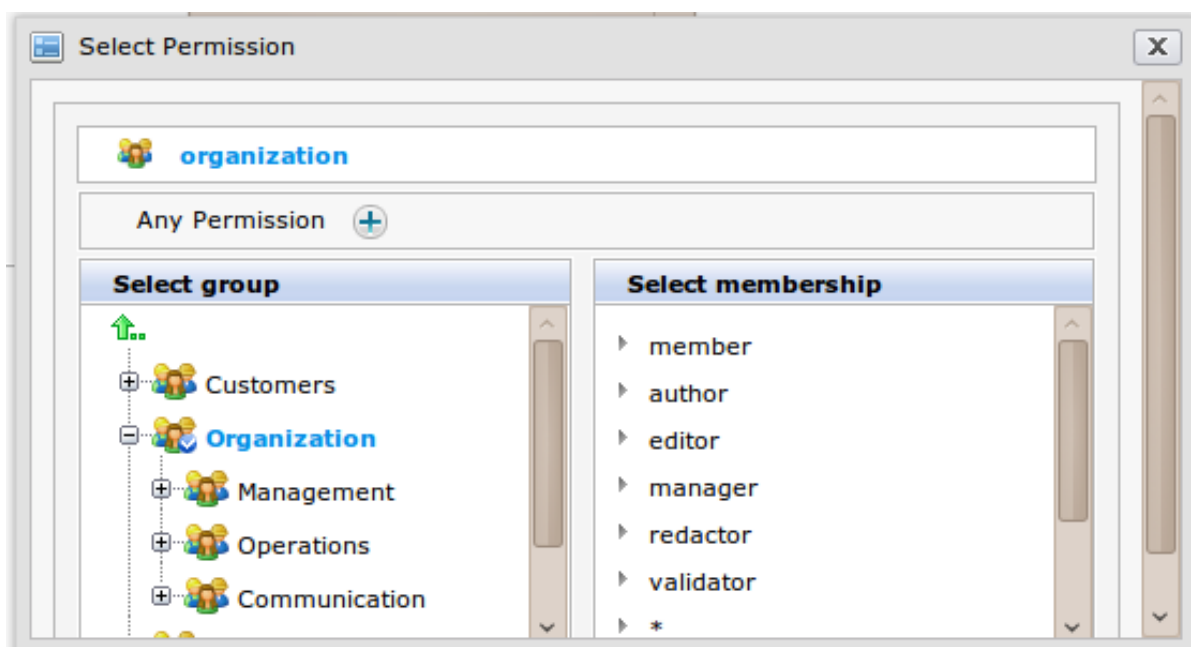 Select Permission
organization
Any Permission
Select group
Customers
Organization
Management
Operations
Communication
Select membership
member
author
editor
manager
redactor
validator
*